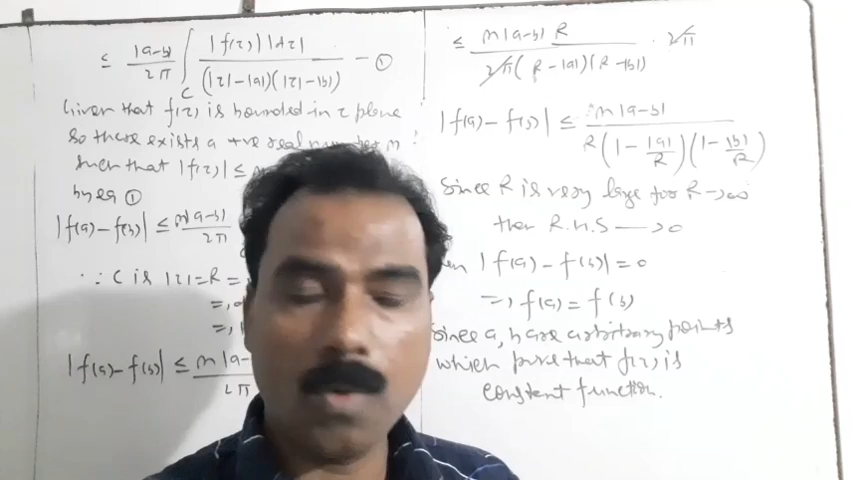 ≤ |a-b| / 2π ∫_C |f(z)| |dz| / (|z|-|a|)(|z|-|b|) — ①
Given that f(z) is bounded in z plane
so there exists a +ve real number M
such that |f(z)| ≤
by eq ①
|f(a)-f(b)| ≤ M|a-b| / 2π
∵ C is |z|=R
|f(a)-f(b)| ≤ M|a- / 2π
≤ M|a-b| R / 2π(R-|a|)(R-|b|) · 2π
|f(a)-f(b)| ≤ M|a-b| / R(1-|a|/R)(1-|b|/R)
Since R is very large for R→∞
then R.H.S → 0
|f(a)-f(b)| = 0
⇒ f(a) = f(b)
Since a, b are arbitrary points
which prove that f(z) is
constant function.